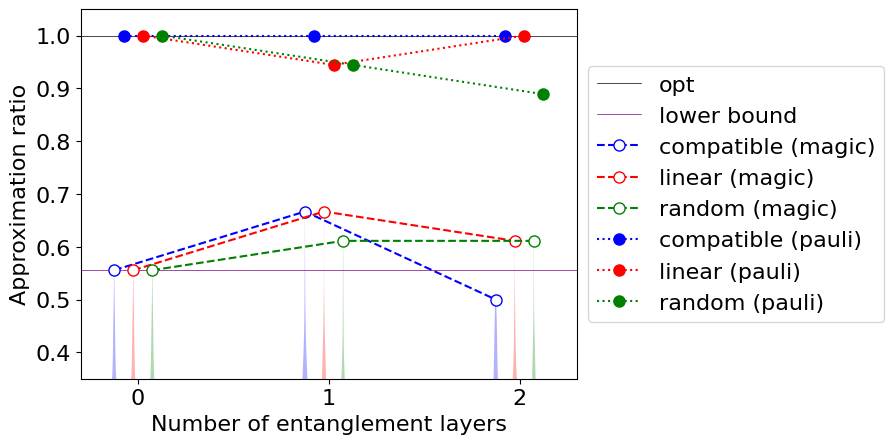 1.0
0.9
0.8
0.7
0.6
0.5
0.4
Approximation ratio
0 1 2
Number of entanglement layers
opt
lower bound
compatible (magic)
linear (magic)
random (magic)
compatible (pauli)
linear (pauli)
random (pauli)